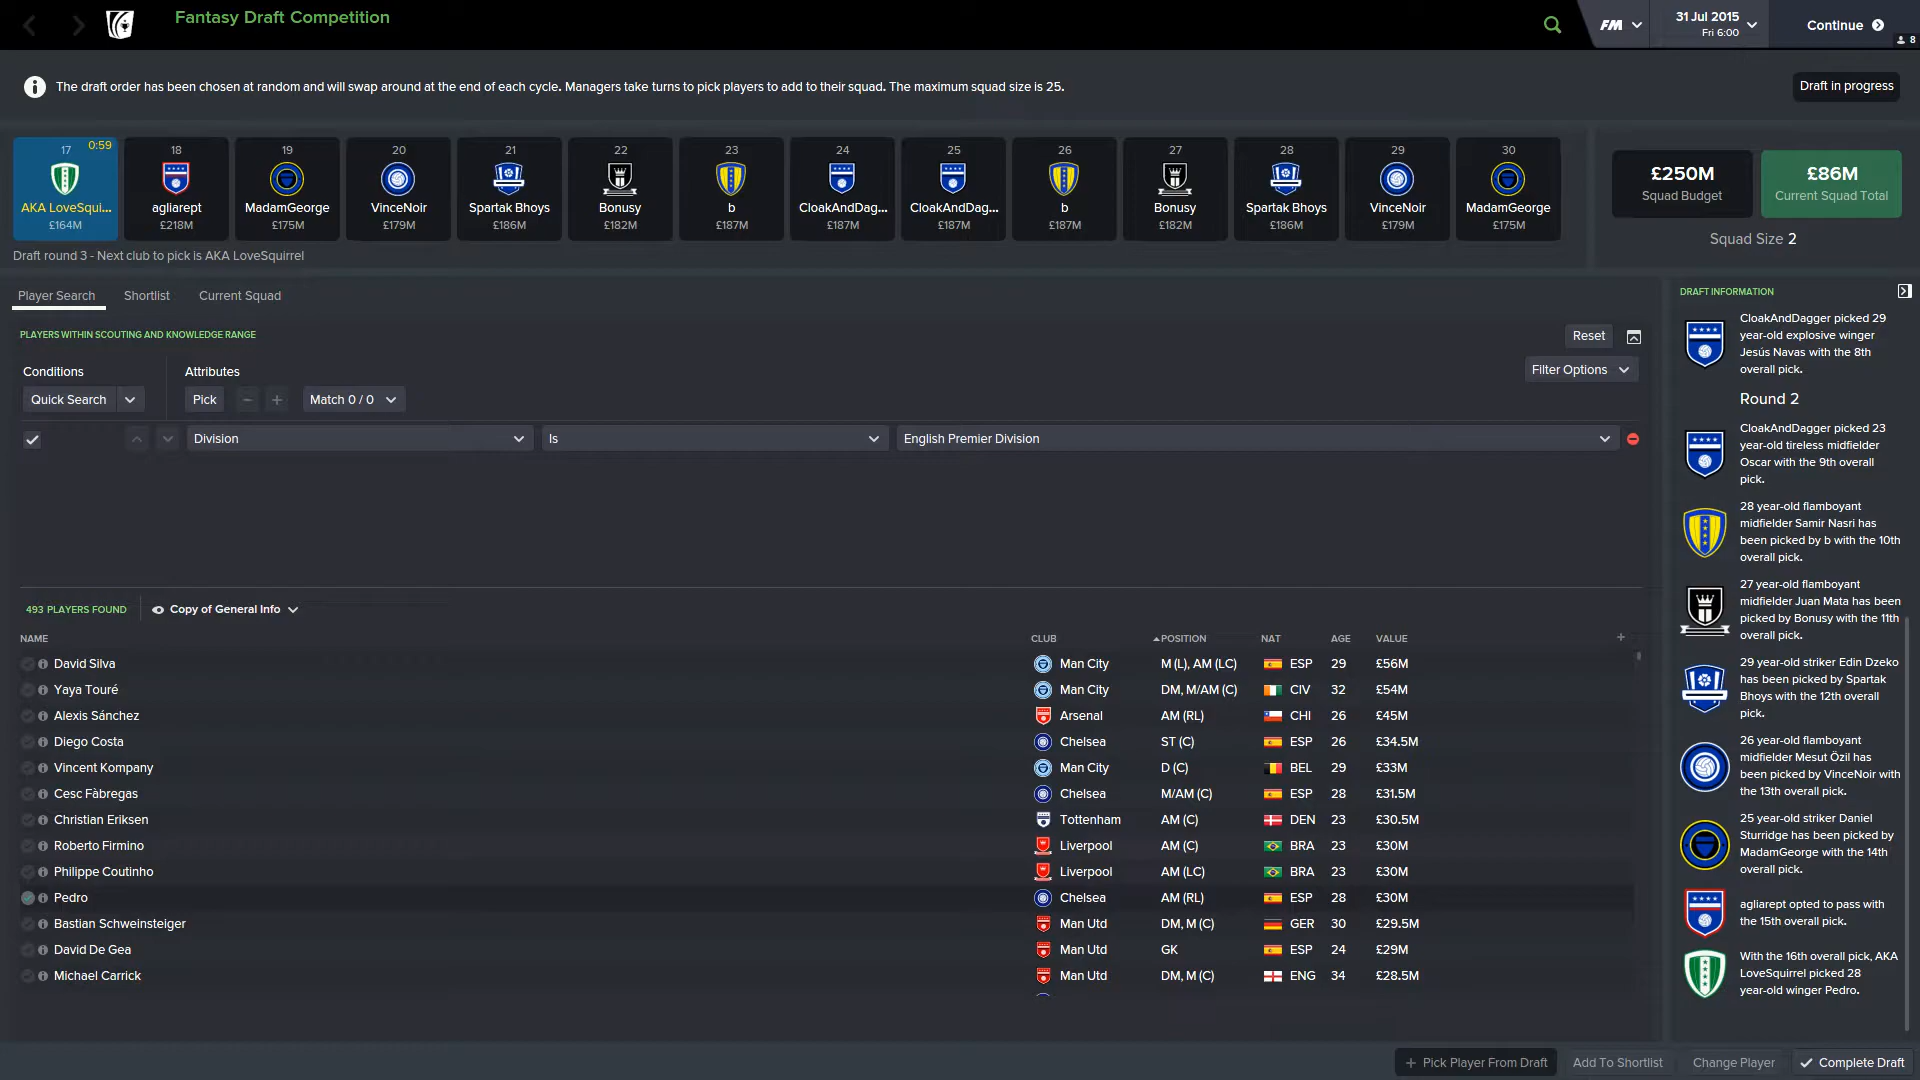 Fantasy Draft Competition
FM
31 Jul 2015
Fri 6:00
Continue
8
The draft order has been chosen at random and will swap around at the end of each cycle. Managers take turns to pick players to add to their squad. The maximum squad size is 25.
Draft in progress
17 0:59
AKA LoveSqui...
£164M
18
agliarept
£218M
19
MadamGeorge
£175M
20
VinceNoir
£179M
21
Spartak Bhoys
£186M
22
Bonusy
£182M
23
b
£187M
24
CloakAndDag...
£187M
25
CloakAndDag...
£187M
26
b
£187M
27
Bonusy
£182M
28
Spartak Bhoys
£186M
29
VinceNoir
£179M
30
MadamGeorge
£175M
£250M
Squad Budget
£86M
Current Squad Total
Squad Size 2
Draft round 3 - Next club to pick is AKA LoveSquirrel
Player Search
Shortlist
Current Squad
PLAYERS WITHIN SCOUTING AND KNOWLEDGE RANGE
Reset
Conditions
Attributes
Filter Options
Quick Search
Pick
Match 0 / 0
Division
Is
English Premier Division
493 PLAYERS FOUND
Copy of General Info
NAME CLUB POSITION NAT AGE VALUE
David Silva Man City M (L), AM (LC) ESP 29 £56M
Yaya Touré Man City DM, M/AM (C) CIV 32 £54M
Alexis Sánchez Arsenal AM (RL) CHI 26 £45M
Diego Costa Chelsea ST (C) ESP 26 £34.5M
Vincent Kompany Man City D (C) BEL 29 £33M
Cesc Fàbregas Chelsea M/AM (C) ESP 28 £31.5M
Christian Eriksen Tottenham AM (C) DEN 23 £30.5M
Roberto Firmino Liverpool AM (C) BRA 23 £30M
Philippe Coutinho Liverpool AM (LC) BRA 23 £30M
Pedro Chelsea AM (RL) ESP 28 £30M
Bastian Schweinsteiger Man Utd DM, M (C) GER 30 £29.5M
David De Gea Man Utd GK ESP 24 £29M
Michael Carrick Man Utd DM, M (C) ENG 34 £28.5M
DRAFT INFORMATION
CloakAndDagger picked 29
year-old explosive winger
Jesús Navas with the 8th
overall pick.
Round 2
CloakAndDagger picked 23
year-old tireless midfielder
Oscar with the 9th overall
pick.
28 year-old flamboyant
midfielder Samir Nasri has
been picked by b with the 10th
overall pick.
27 year-old flamboyant
midfielder Juan Mata has been
picked by Bonusy with the 11th
overall pick.
29 year-old striker Edin Dzeko
has been picked by Spartak
Bhoys with the 12th overall
pick.
26 year-old flamboyant
midfielder Mesut Özil has
been picked by VinceNoir with
the 13th overall pick.
25 year-old striker Daniel
Sturridge has been picked by
MadamGeorge with the 14th
overall pick.
agliarept opted to pass with
the 15th overall pick.
With the 16th overall pick, AKA
LoveSquirrel picked 28
year-old winger Pedro.
Pick Player From Draft
Add To Shortlist
Change Player
Complete Draft